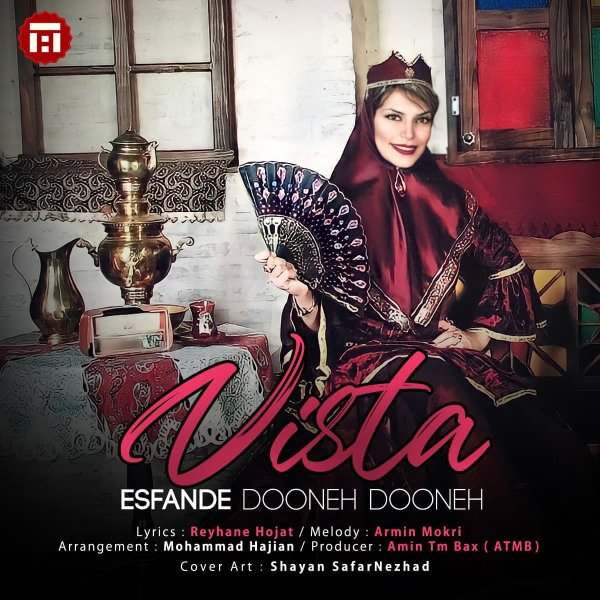 Vista
ESFANDE DOONEH DOONEH
Lyrics : Reyhane Hojat / Melody : Armin Mokri
Arrangement : Mohammad Hajian / Producer : Amin Tm Bax ( ATMB )
Cover Art : Shayan SafarNezhad